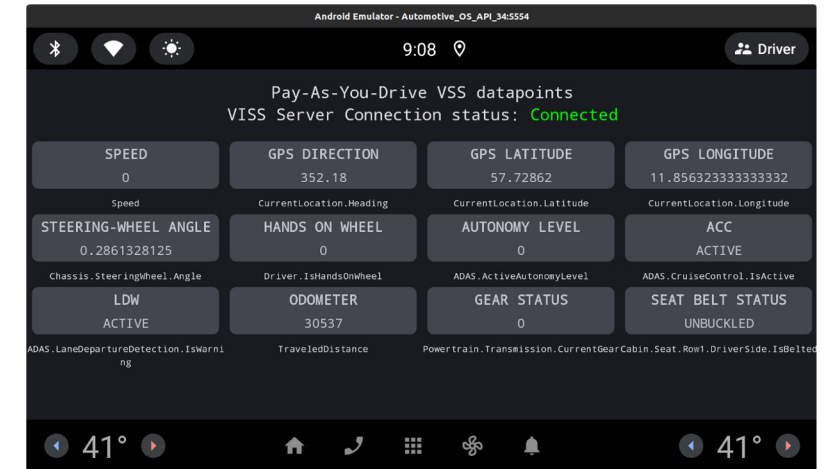 Android Emulator - Automotive_OS_API_34:5554
9:08
Driver
Pay-As-You-Drive VSS datapoints
VISS Server Connection status: Connected
SPEED
0
Speed
GPS DIRECTION
352.18
CurrentLocation.Heading
GPS LATITUDE
57.72862
CurrentLocation.Latitude
GPS LONGITUDE
11.856323333333332
CurrentLocation.Longitude
STEERING-WHEEL ANGLE
0.2861328125
Chassis.SteeringWheel.Angle
HANDS ON WHEEL
0
Driver.IsHandsOnWheel
AUTONOMY LEVEL
0
ADAS.ActiveAutonomyLevel
ACC
ACTIVE
ADAS.CruiseControl.IsActive
LDW
ACTIVE
ADAS.LaneDepartureDetection.IsWarni
ng
ODOMETER
30537
TraveledDistance
GEAR STATUS
0
Powertrain.Transmission.CurrentGear
SEAT BELT STATUS
UNBUCKLED
Cabin.Seat.Row1.DriverSide.IsBelted
41°
41°